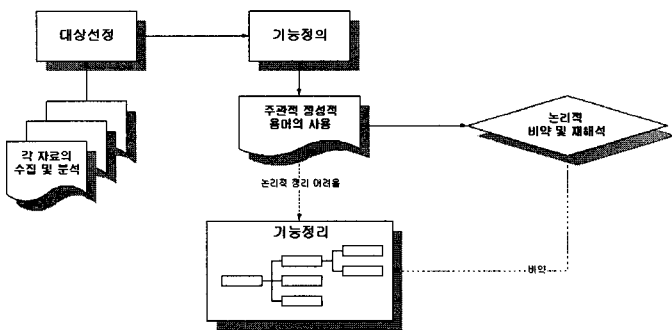 대상선정
기능정의
주관적 정성적
용어의 사용
논리적
비약 및 재해석
각 자료의
수집 및 분석
논리적 정리 어려움
기능정리
비약